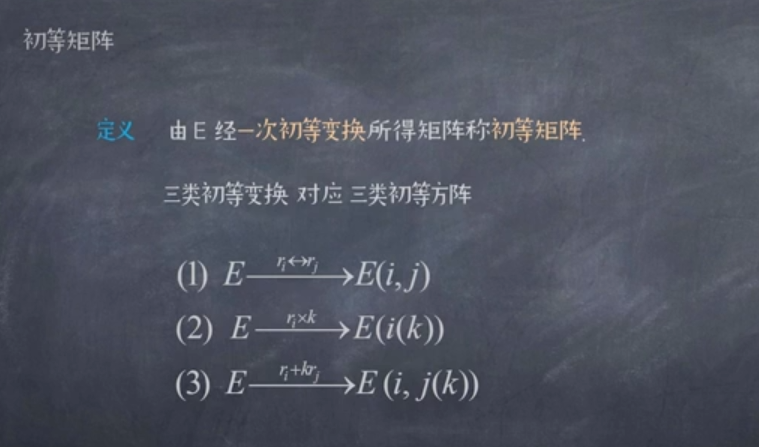 初等矩阵
定义 由E经一次初等变换所得矩阵称初等矩阵.
三类初等变换 对应 三类初等方阵
(1) E \xrightarrow{r_i↔r_j} E(i,j)
(2) E \xrightarrow{r_i×k} E(i(k))
(3) E \xrightarrow{r_i+kr_j} E(i, j(k))